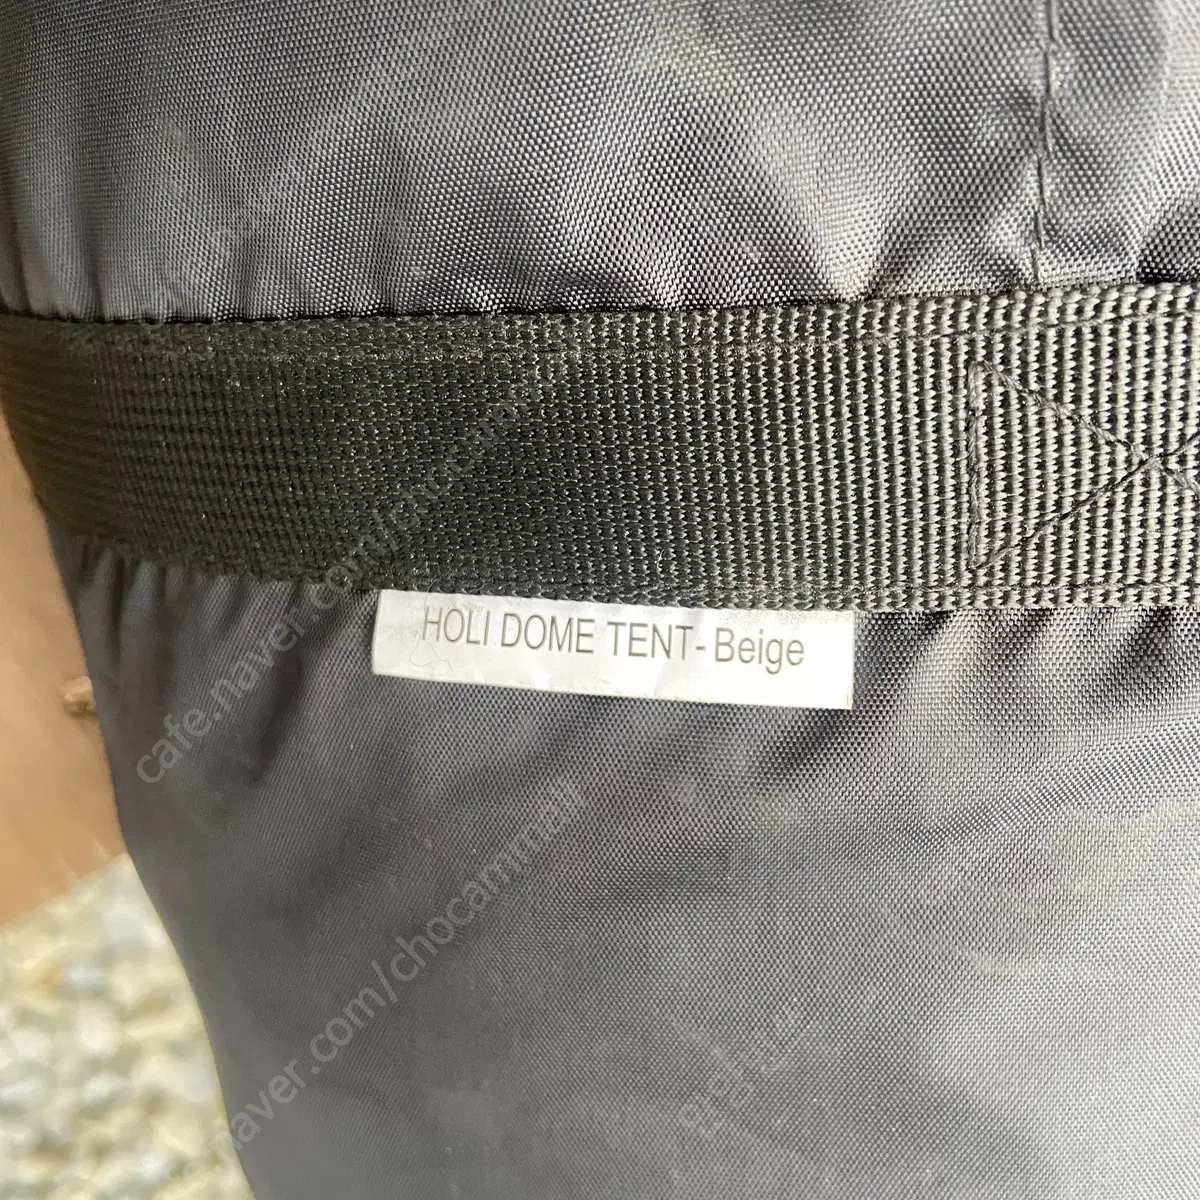 HOLI DOME TENT-Beige
cafe.naver.com/chocammall
cafe.naver.com/chocammall